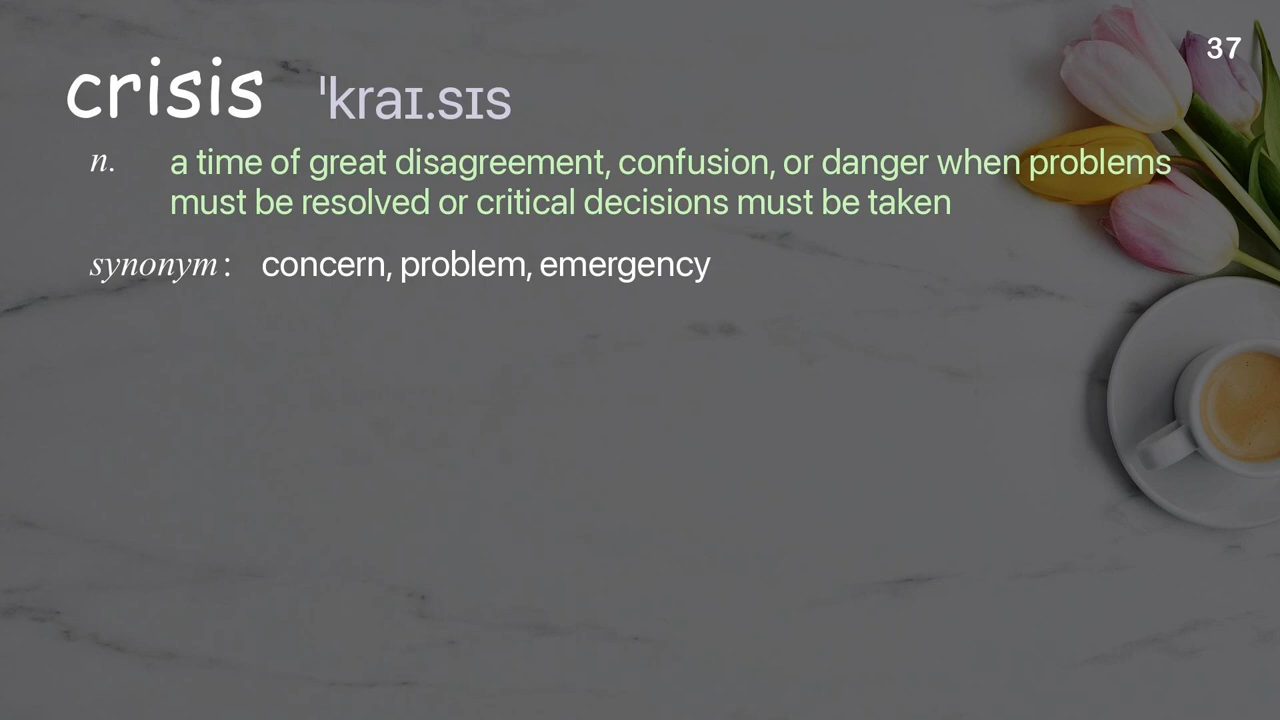 37
crisis ˈkraɪ.sɪs
n. a time of great disagreement, confusion, or danger when problems
must be resolved or critical decisions must be taken
synonym : concern, problem, emergency